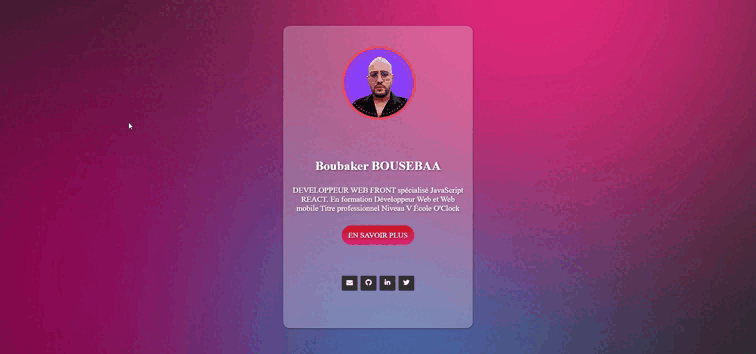 Boubaker BOUSEBAA
DEVELOPPEUR WEB FRONT spécialisé JavaScript
REACT. En formation Développeur Web et Web
mobile Titre professionnel Niveau V École O'Clock
EN SAVOIR PLUS